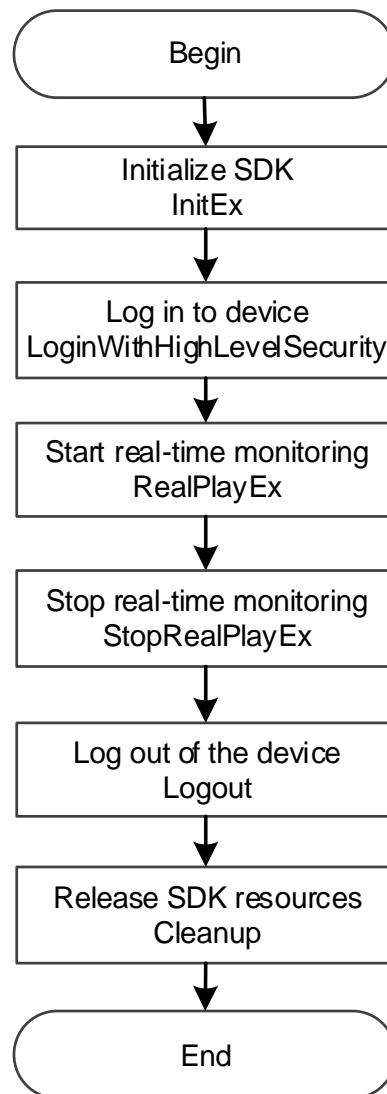 Begin
Initialize SDK
InitEx
Log in to device
LoginWithHighLevelSecurity
Start real-time monitoring
RealPlayEx
Stop real-time monitoring
StopRealPlayEx
Log out of the device
Logout
Release SDK resources
Cleanup
End